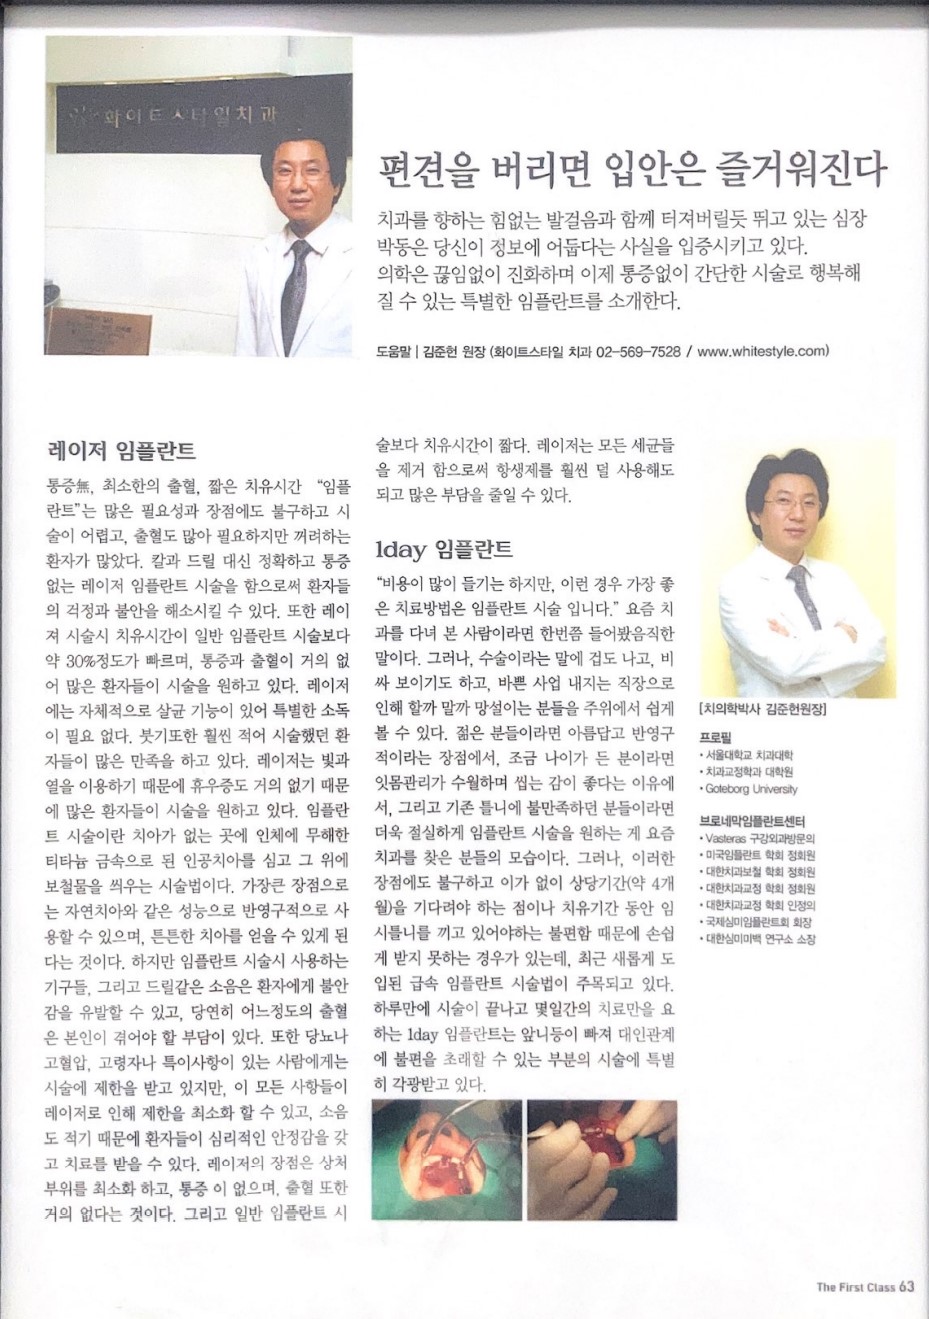 화이트스타일치과
편견을 버리면 입안은 즐거워진다
치과를 향하는 힘없는 발걸음과 함께 터져버릴듯 뛰고 있는 심장
박동은 당신이 정보에 어둡다는 사실을 입증시키고 있다.
의학은 끊임없이 진화하며 이제 통증없이 간단한 시술로 행복해
질 수 있는 특별한 임플란트를 소개한다.
도움말 | 김준헌 원장 (화이트스타일 치과 02-569-7528 / www.whitestyle.com)
레이저 임플란트
통증無, 최소한의 출혈, 짧은 치유시간 “임플
란트”는 많은 필요성과 장점에도 불구하고 시
술이 어렵고, 출혈도 많아 필요하지만 꺼려하는
환자가 많았다. 칼과 드릴 대신 정확하고 통증
없는 레이저 임플란트 시술을 함으로써 환자들
의 걱정과 불안을 해소시킬 수 있다. 또한 레이
져 시술시 치유시간이 일반 임플란트 시술보다
약 30%정도가 빠르며, 통증과 출혈이 거의 없
어 많은 환자들이 시술을 원하고 있다. 레이저
에는 자체적으로 살균 기능이 있어 특별한 소독
이 필요 없다. 붓기또한 훨씬 적어 시술했던 환
자들이 많은 만족을 하고 있다. 레이저는 빛과
열을 이용하기 때문에 휴우증도 거의 없기 때문
에 많은 환자들이 시술을 원하고 있다. 임플란
트 시술이란 치아가 없는 곳에 인체에 무해한
티타늄 금속으로 된 인공치아를 심고 그 위에
보철물을 씌우는 시술법이다. 가장큰 장점으로
는 자연치아와 같은 성능으로 반영구적으로 사
용할 수 있으며, 튼튼한 치아를 얻을 수 있게 된
다는 것이다. 하지만 임플란트 시술시 사용하는
기구들, 그리고 드릴같은 소음은 환자에게 불안
감을 유발할 수 있고, 당연히 어느정도의 출혈
은 본인이 겪어야 할 부담이 있다. 또한 당뇨나
고혈압, 고령자나 특이사항이 있는 사람에게는
시술에 제한을 받고 있지만, 이 모든 사항들이
레이저로 인해 제한을 최소화 할 수 있고, 소음
도 적기 때문에 환자들이 심리적인 안정감을 갖
고 치료를 받을 수 있다. 레이저의 장점은 상처
부위를 최소화 하고, 통증 이 없으며, 출혈 또한
거의 없다는 것이다. 그리고 일반 임플란트 시
술보다 치유시간이 짧다. 레이저는 모든 세균들
을 제거 함으로써 항생제를 훨씬 덜 사용해도
되고 많은 부담을 줄일 수 있다.
1day 임플란트
“비용이 많이 들기는 하지만, 이런 경우 가장 좋
은 치료방법은 임플란트 시술 입니다.” 요즘 치
과를 다녀 본 사람이라면 한번쯤 들어봤음직한
말이다. 그러나, 수술이라는 말에 겁도 나고, 비
싸 보이기도 하고, 바쁜 사업 내지는 직장으로
인해 할까 말까 망설이는 분들을 주위에서 쉽게
볼 수 있다. 젊은 분들이라면 아름답고 반영구
적이라는 장점에서, 조금 나이가 든 분이라면
잇몸관리가 수월하며 씹는 감이 좋다는 이유에
서, 그리고 기존 틀니에 불만족하던 분들이라면
더욱 절실하게 임플란트 시술을 원하는 게 요즘
치과를 찾은 분들의 모습이다. 그러나, 이러한
장점에도 불구하고 이가 없이 상당기간(약 4개
월)을 기다려야 하는 점이나 치유기간 동안 임
시틀니를 끼고 있어야하는 불편함 때문에 손쉽
게 받지 못하는 경우가 있는데, 최근 새롭게 도
입된 급속 임플란트 시술법이 주목되고 있다.
하루만에 시술이 끝나고 몇일간의 치료만을 요
하는 1day 임플란트는 앞니등이 빠져 대인관계
에 불편을 초래할 수 있는 부분의 시술에 특별
히 각광받고 있다.
[치의학박사 김준헌원장]
프로필
• 서울대학교 치과대학
• 치과교정학과 대학원
• Goteborg University
브로네막임플란트센터
• Vasteras 구강외과방문의
• 미국임플란트 학회 정회원
• 대한치과보철 학회 정회원
• 대한치과교정 학회 정회원
• 대한치과교정 학회 인정의
• 국제심미임플란트회 회장
• 대한심미미백 연구소 소장
The First Class 63